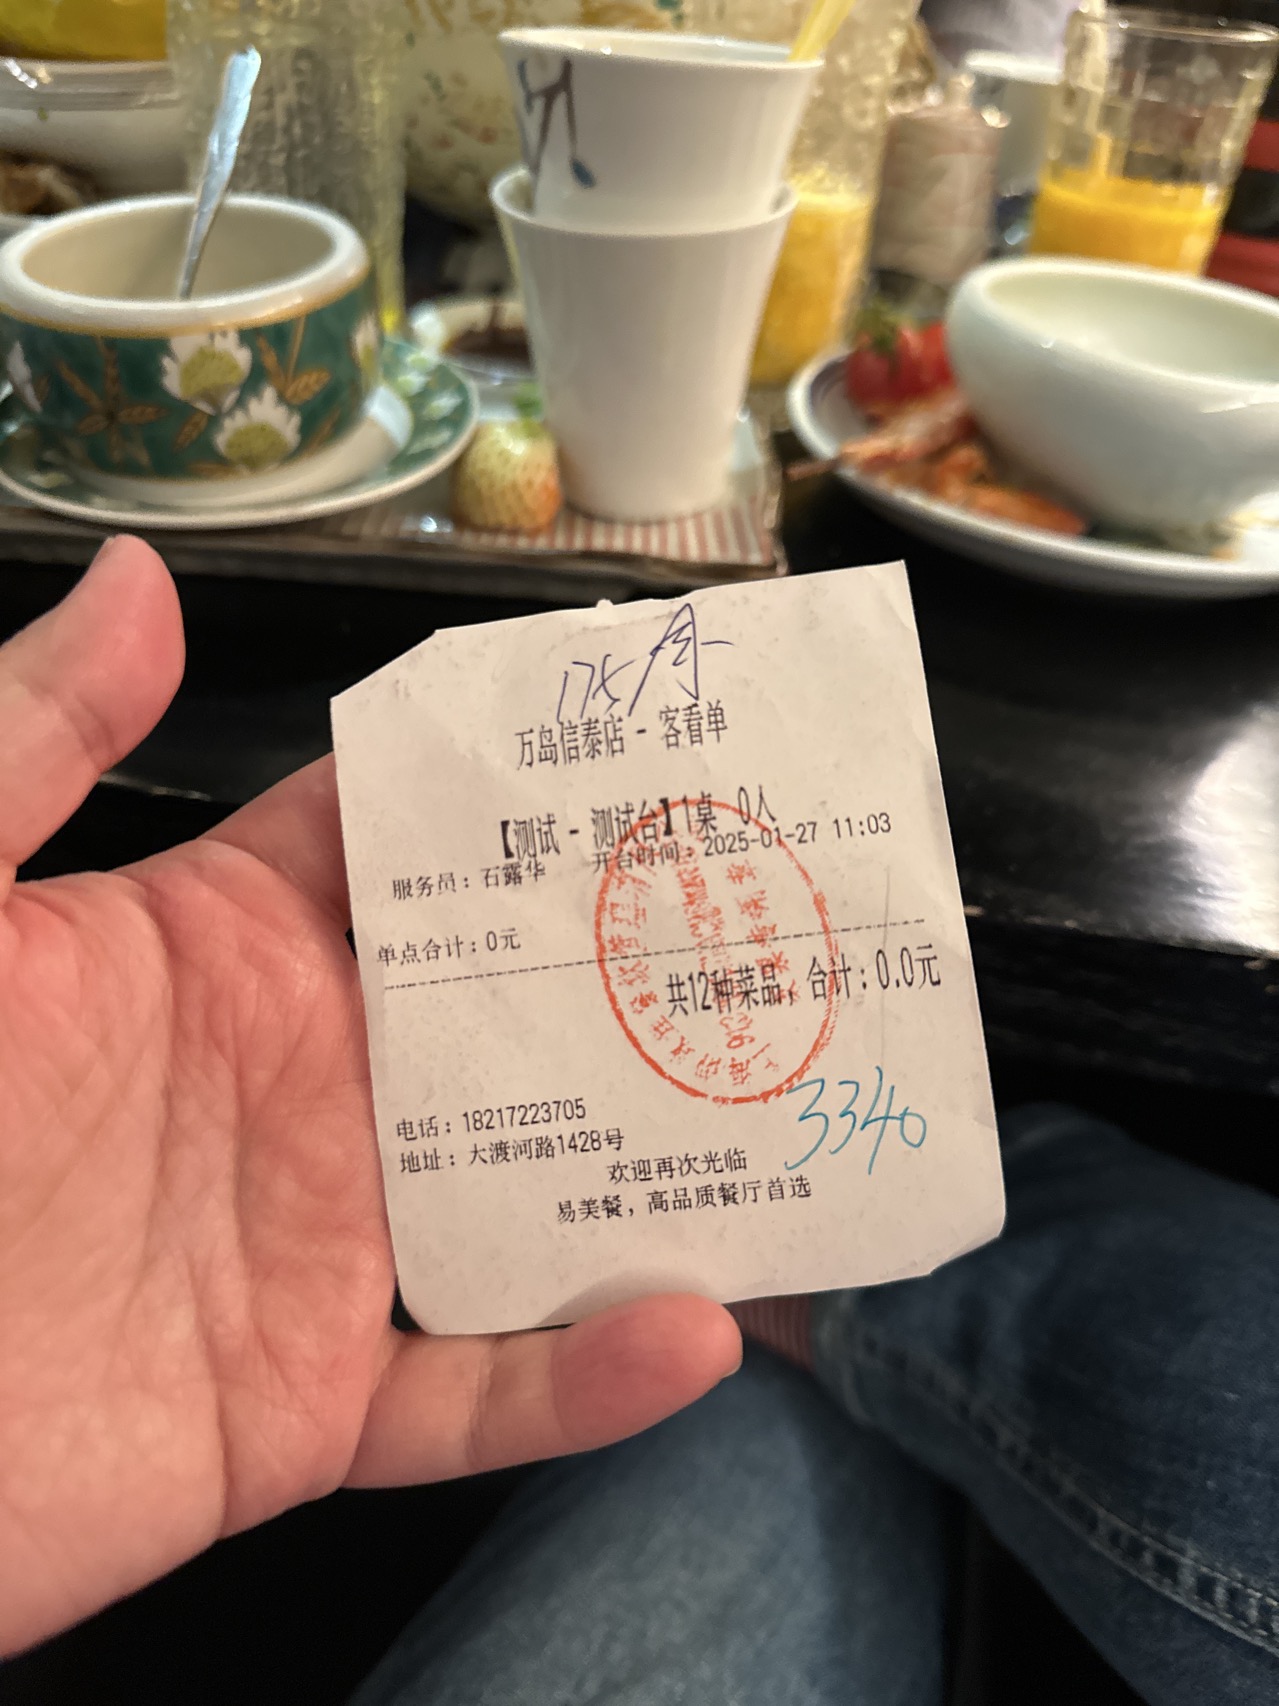 175/
万岛信泰店 - 客看单
【测试 - 测试台】1桌 0人
服务员：石露华 开台时间：2025-01-27 11:03
单点合计：0元
共12种菜品，合计：0.0元
3340
电话：18217223705
地址：大渡河路1428号
欢迎再次光临
易美餐，高品质餐厅首选